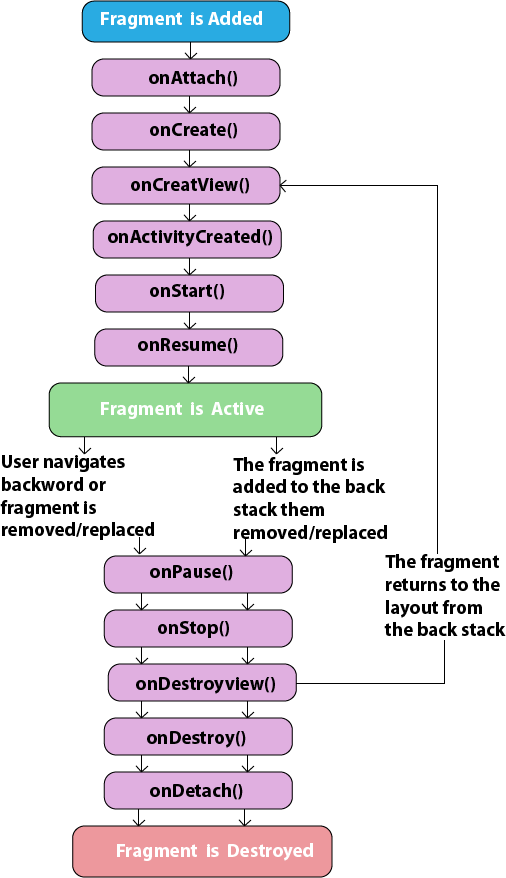 Fragment is Added
onAttach()
onCreate()
onCreatView()
onActivityCreated()
onStart()
onResume()
Fragment is Active
User navigates
backword or
fragment is
removed/replaced
The fragment is
added to the back
stack them
removed/replaced
The fragment
returns to the
layout from
the back stack
onPause()
onStop()
onDestroyview()
onDestroy()
onDetach()
Fragment is Destroyed